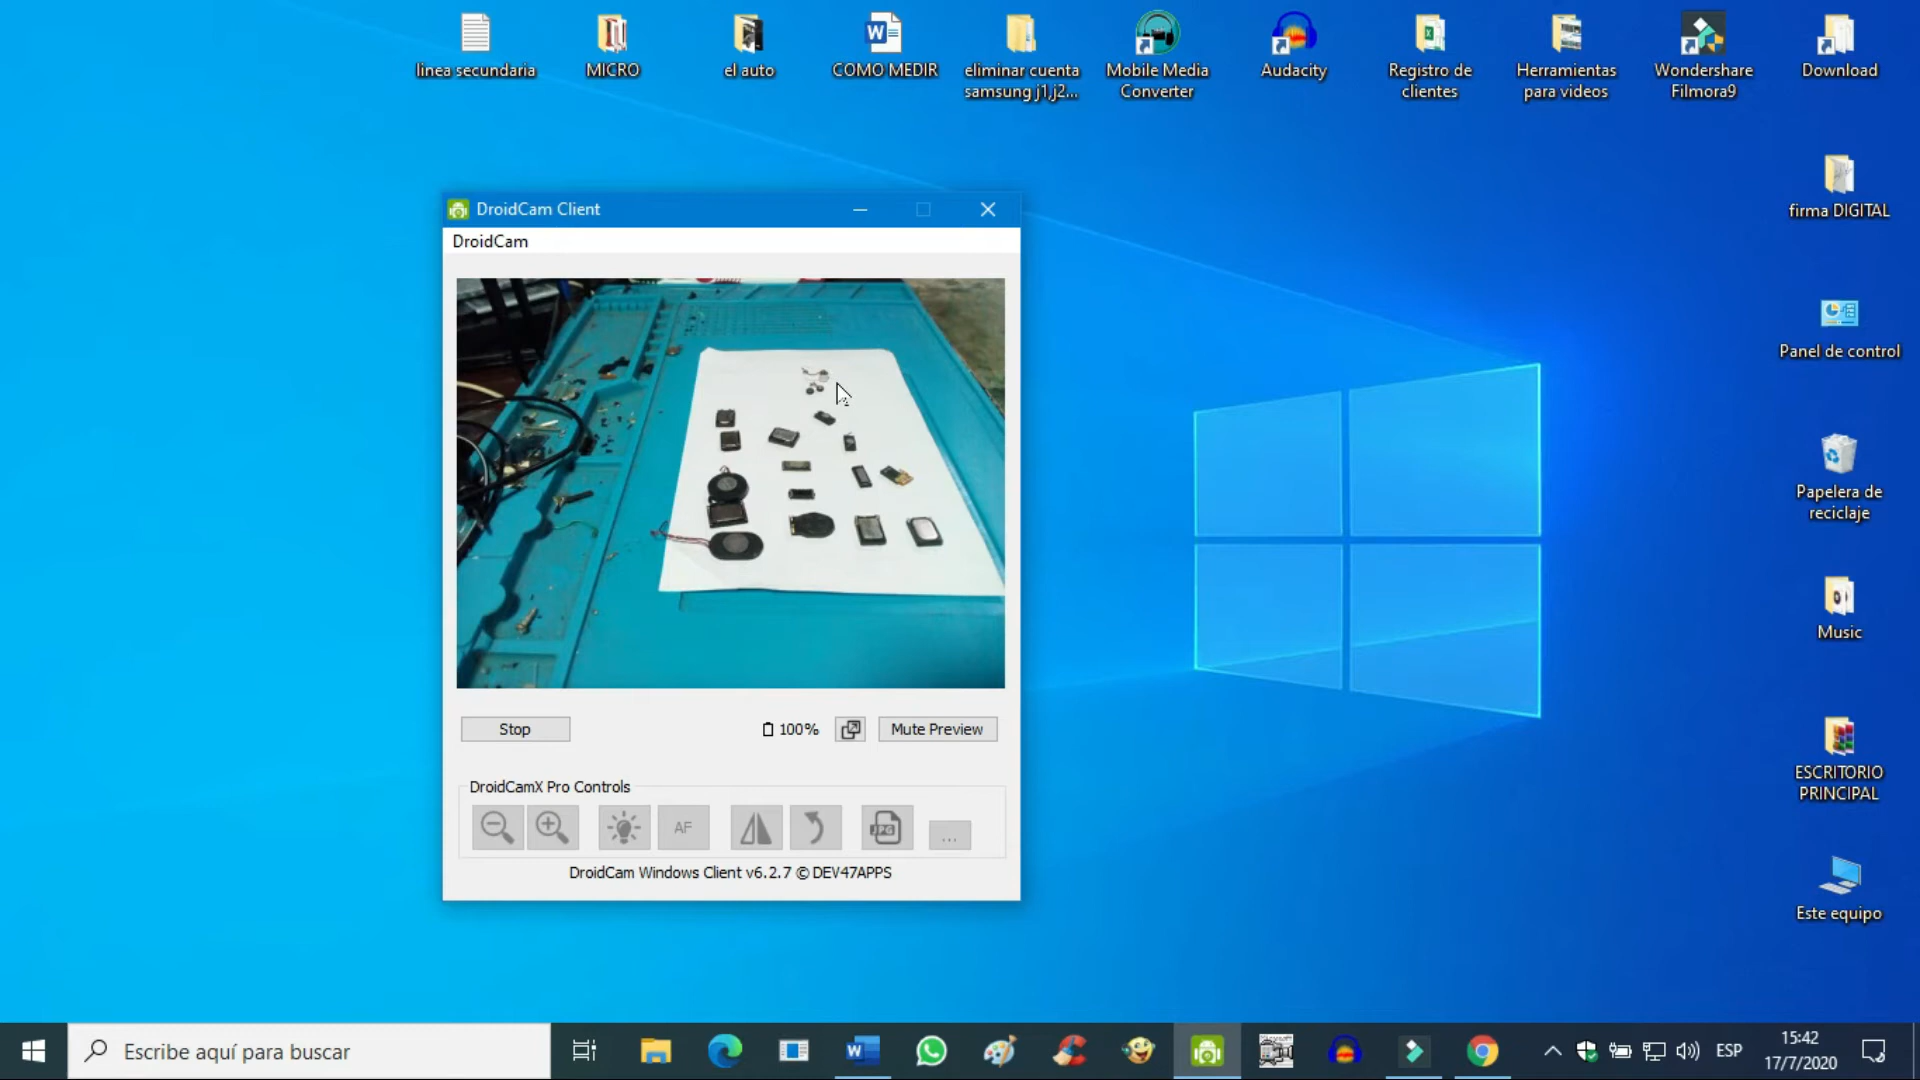 linea secundaria
MICRO
el auto
COMO MEDIR
eliminar cuenta
samsung j1,j2...
Mobile Media
Converter
Audacity
Registro de
clientes
Herramientas
para videos
Wondershare
Filmora9
Download
firma DIGITAL
Panel de control
Papelera de
reciclaje
Music
ESCRITORIO
PRINCIPAL
Este equipo
DroidCam Client
DroidCam
Stop
100%
Mute Preview
DroidCamX Pro Controls
AF
JPG
...
DroidCam Windows Client v6.2.7 © DEV47APPS
Escribe aquí para buscar
ESP
15:42
17/7/2020